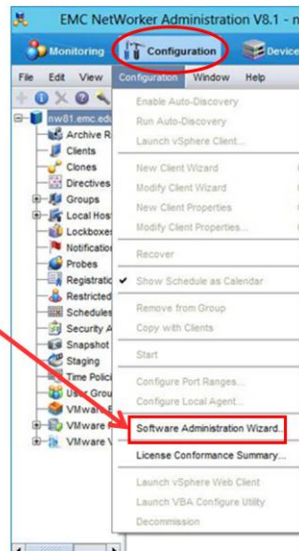 EMC NetWorker Administration V8.1 -
Monitoring
Configuration
Device
File Edit View Configuration Window Help
nw81.emc.edu
Archive R
Clients
Clones
Directives
Groups
Local Hos
Lockboxes
Notification
Probes
Registratio
Restricted
Schedules
Security A
Snapshot
Staging
Time Polici
User Grou
VMware
VMware
VMware V
Enable Auto-Discovery
Run Auto-Discovery
Launch vSphere Client...
New Client Wizard
Modify Client Wizard
New Client Properties
Modify Client Properties...
Recover
Show Schedule as Calendar
Remove from Group
Copy with Clients
Start
Configure Port Ranges...
Configure Local Agent...
Software Administration Wizard...
License Conformance Summary...
Launch vSphere Web Client
Launch VBA Configure Utility
Decommission